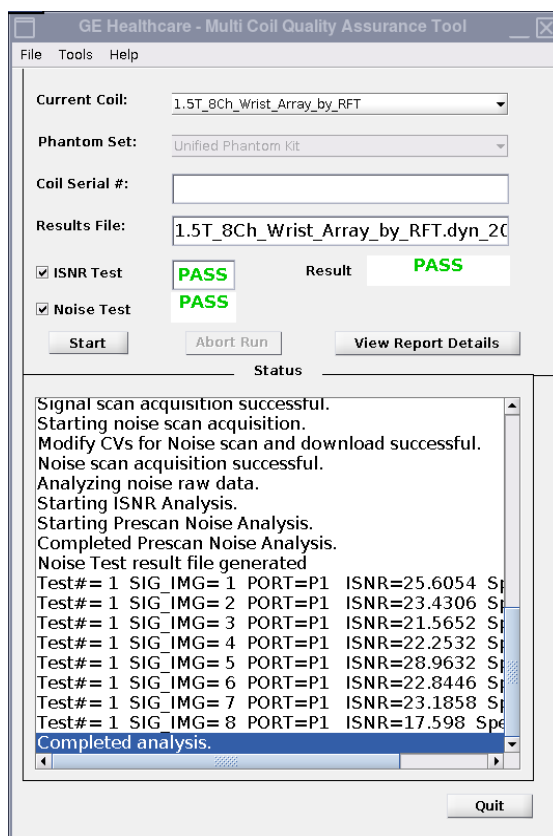 GE Healthcare - Multi Coil Quality Assurance Tool
File Tools Help
Current Coil: 1.5T_8Ch_Wrist_Array_by_RFT
Phantom Set: Unified Phantom Kit
Coil Serial #:
Results File: 1.5T_8Ch_Wrist_Array_by_RFT.dyn_20
ISNR Test PASS Result PASS
Noise Test PASS
Start Abort Run View Report Details
Status
Signal scan acquisition successful.
Starting noise scan acquisition.
Modify CVs for Noise scan and download successful.
Noise scan acquisition successful.
Analyzing noise raw data.
Starting ISNR Analysis.
Starting Prescan Noise Analysis.
Completed Prescan Noise Analysis.
Noise Test result file generated
Test#= 1 SIG_IMG= 1 PORT=P1 ISNR=25.6054 Sp
Test#= 1 SIG_IMG= 2 PORT=P1 ISNR=23.4306 Sp
Test#= 1 SIG_IMG= 3 PORT=P1 ISNR=21.5652 Sp
Test#= 1 SIG_IMG= 4 PORT=P1 ISNR=22.2532 Sp
Test#= 1 SIG_IMG= 5 PORT=P1 ISNR=28.9632 Sp
Test#= 1 SIG_IMG= 6 PORT=P1 ISNR=22.8446 Sp
Test#= 1 SIG_IMG= 7 PORT=P1 ISNR=23.1858 Sp
Test#= 1 SIG_IMG= 8 PORT=P1 ISNR=17.598 Spe
Completed analysis.
Quit